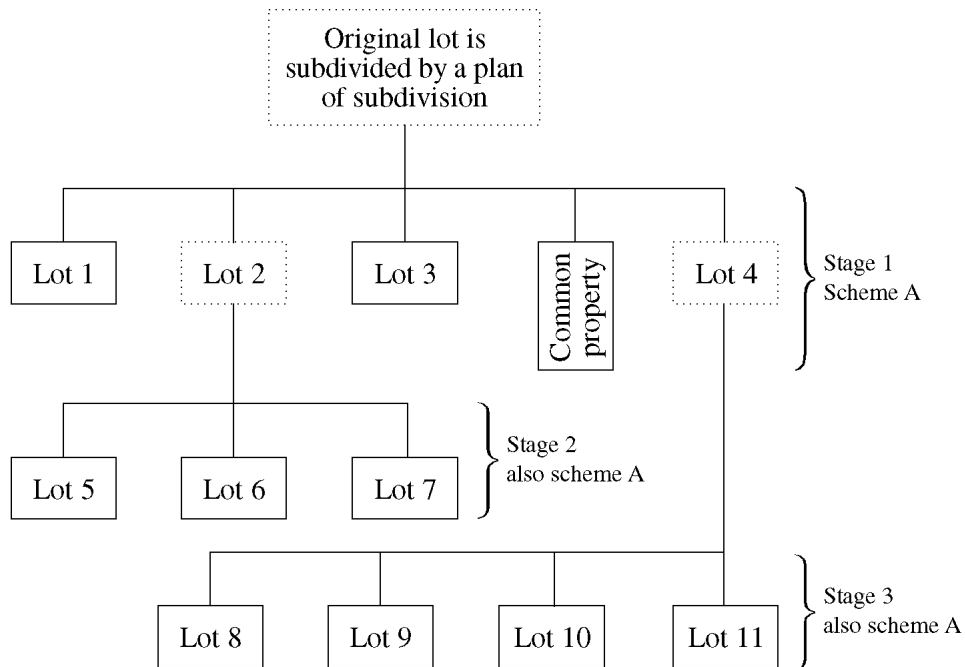 Original lot is
subdivided by a plan
of subdivision
Lot 1
Lot 2
Lot 3
Common
property
Lot 4
Stage 1
Scheme A
Lot 5
Lot 6
Lot 7
Stage 2
also scheme A
Lot 8
Lot 9
Lot 10
Lot 11
Stage 3
also scheme A